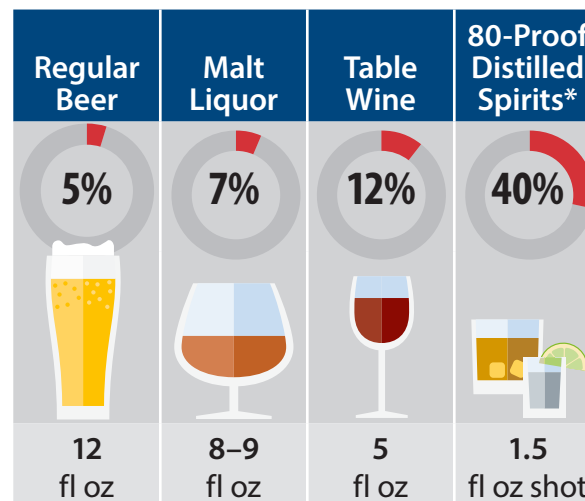 Regular
Beer
Malt
Liquor
Table
Wine
80-Proof
Distilled
Spirits*
5%
7%
12%
40%
12
fl oz
8–9
fl oz
5
fl oz
1.5
fl oz shot